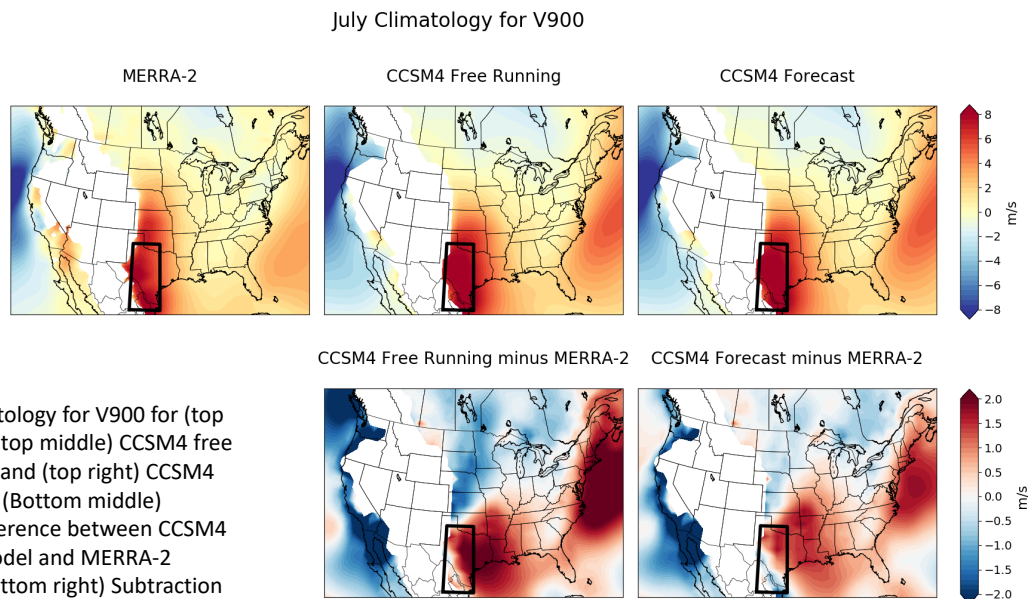 July Climatology for V900
MERRA-2
CCSM4 Free Running
CCSM4 Forecast
8
6
4
2
0
−2
−4
−6
−8
m/s
CCSM4 Free Running minus MERRA-2
CCSM4 Forecast minus MERRA-2
2.0
1.5
1.0
0.5
0.0
−0.5
−1.0
−1.5
−2.0
m/s
tology for V900 for (top
top middle) CCSM4 free
and (top right) CCSM4
(Bottom middle)
erence between CCSM4
odel and MERRA-2
ttom right) Subtraction